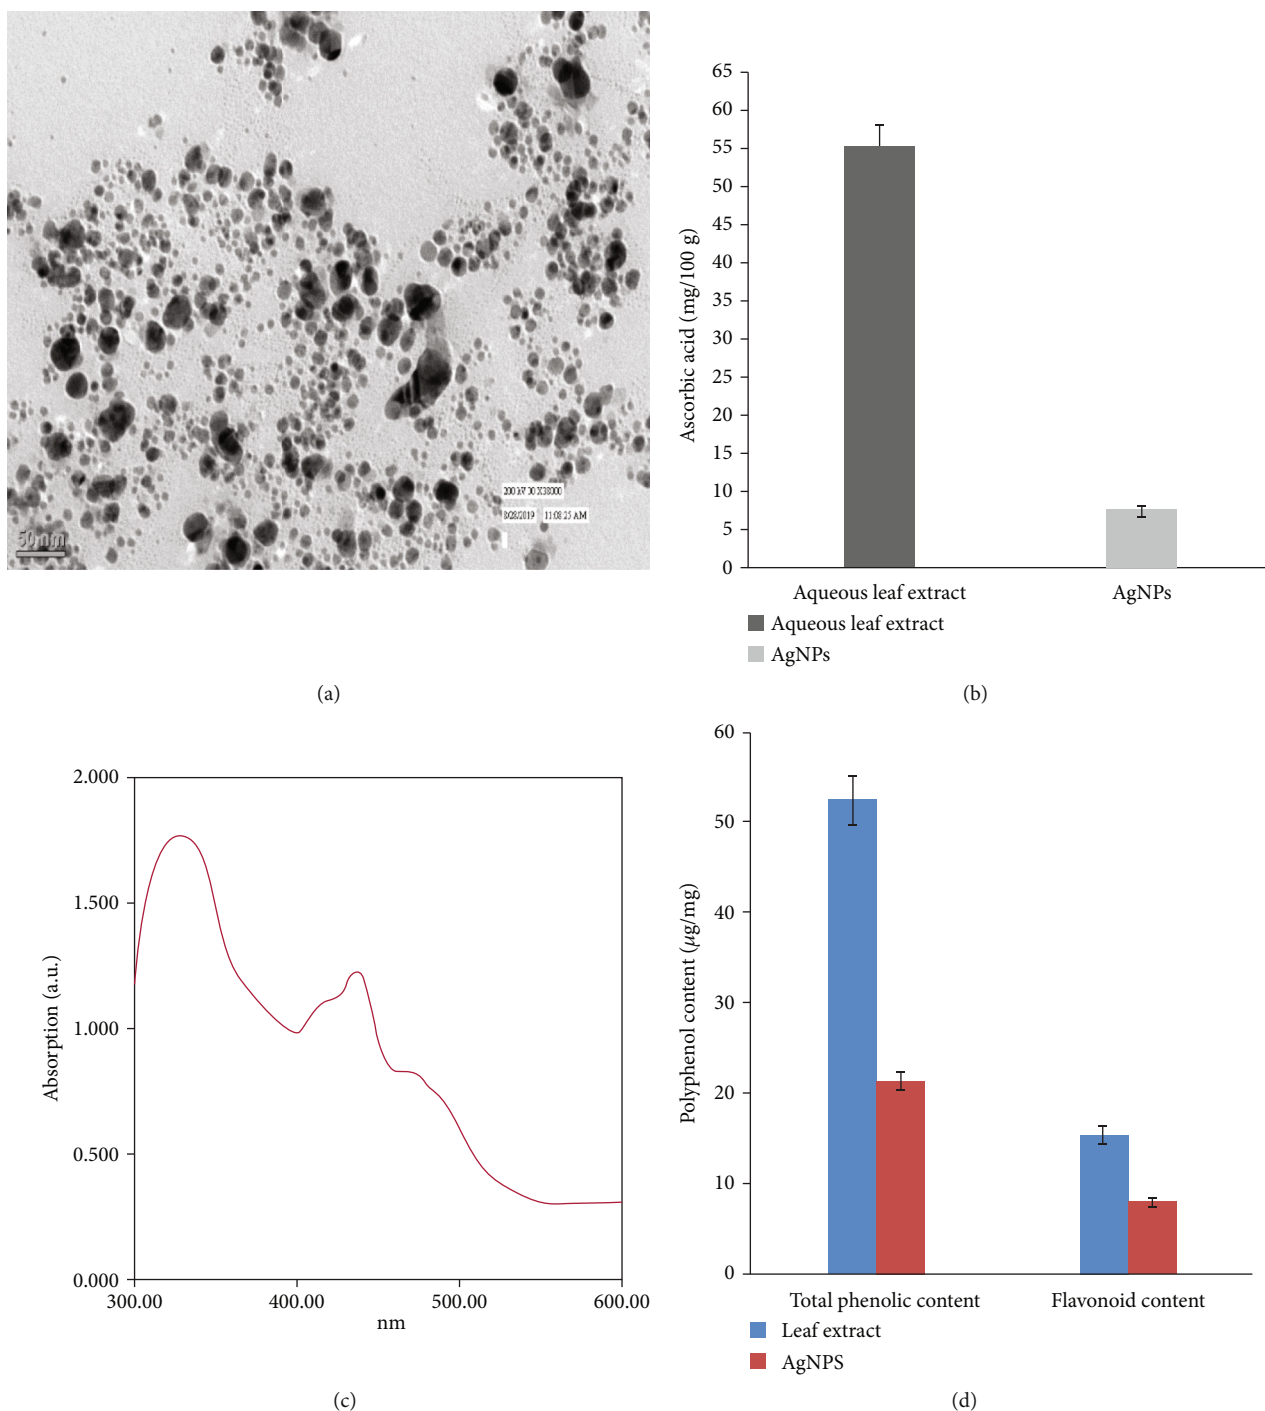 200 kV 00 X38000
8/28/2019 11:08:25 AM
50 nm
(a)
65
60
55
50
45
40
35
30
25
20
15
10
5
0
Ascorbic acid (mg/100 g)
Aqueous leaf extract AgNPs
Aqueous leaf extract
AgNPs
(b)
2.000
1.500
1.000
0.500
0.000
Absorption (a.u.)
300.00 400.00 500.00 600.00
nm
(c)
60
50
40
30
20
10
0
Polyphenol content (µg/mg)
Total phenolic content Flavonoid content
Leaf extract
AgNPS
(d)